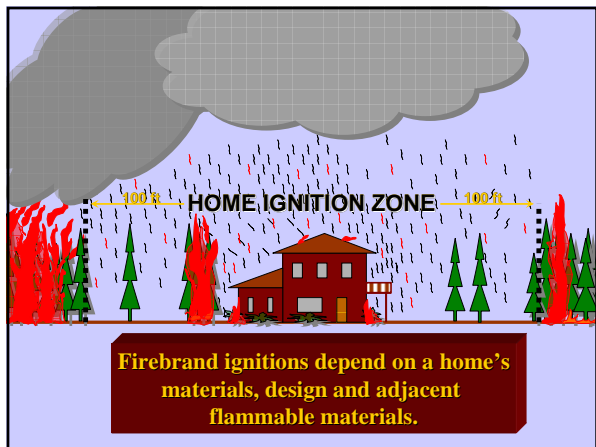 100 ft HOME IGNITION ZONE 100 ft
Firebrand ignitions depend on a home's
materials, design and adjacent
flammable materials.